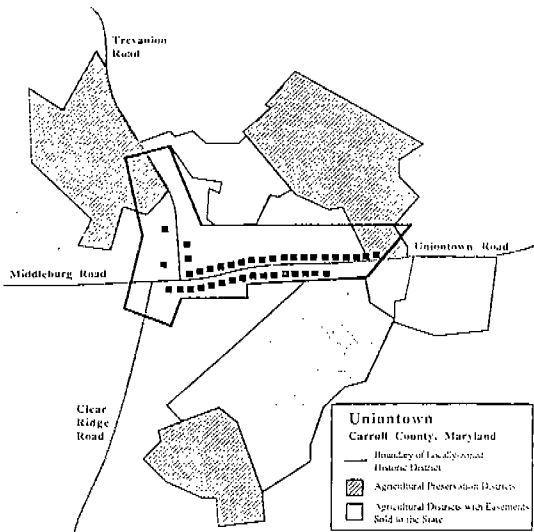 Trevanion
Road
Uniontown Road
Middleburg Road
Clear
Ridge
Road
Uniontown
Carroll County, Maryland
Boundary of Locally-zoned
Historic District
Agricultural Preservation Districts
Agricultural Districts with Easements
Sold to the State